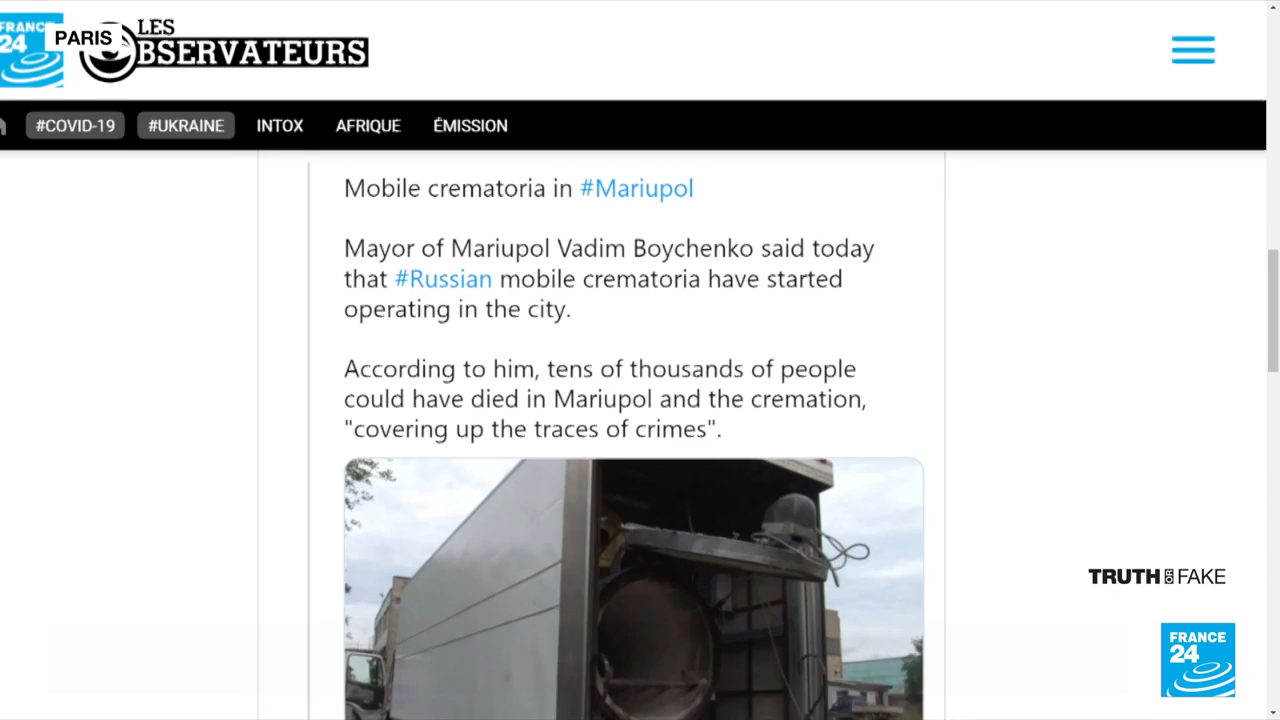 FRANCE
24
PARIS
LES
OBSERVATEURS
#COVID-19
#UKRAINE
INTOX
AFRIQUE
ÉMISSION
Mobile crematoria in #Mariupol
Mayor of Mariupol Vadim Boychenko said today
that #Russian mobile crematoria have started
operating in the city.
According to him, tens of thousands of people
could have died in Mariupol and the cremation,
"covering up the traces of crimes".
TRUTH OR FAKE
FRANCE
24